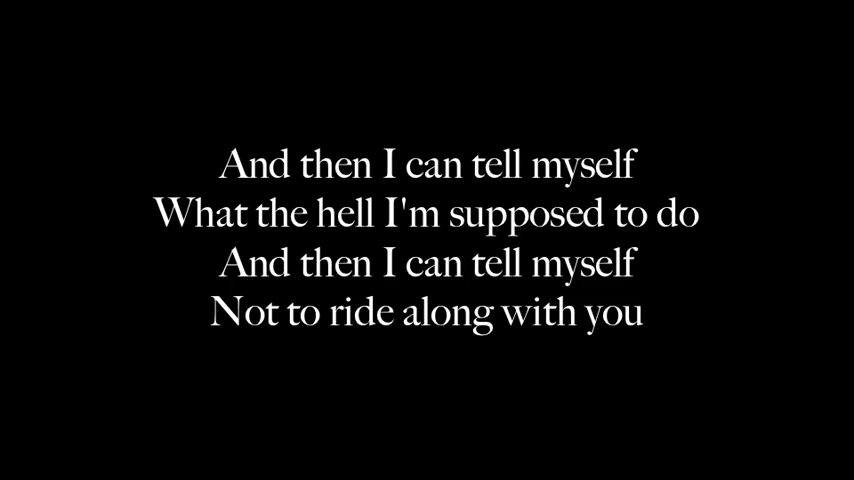 And then I can tell myself
What the hell I'm supposed to do
And then I can tell myself
Not to ride along with you